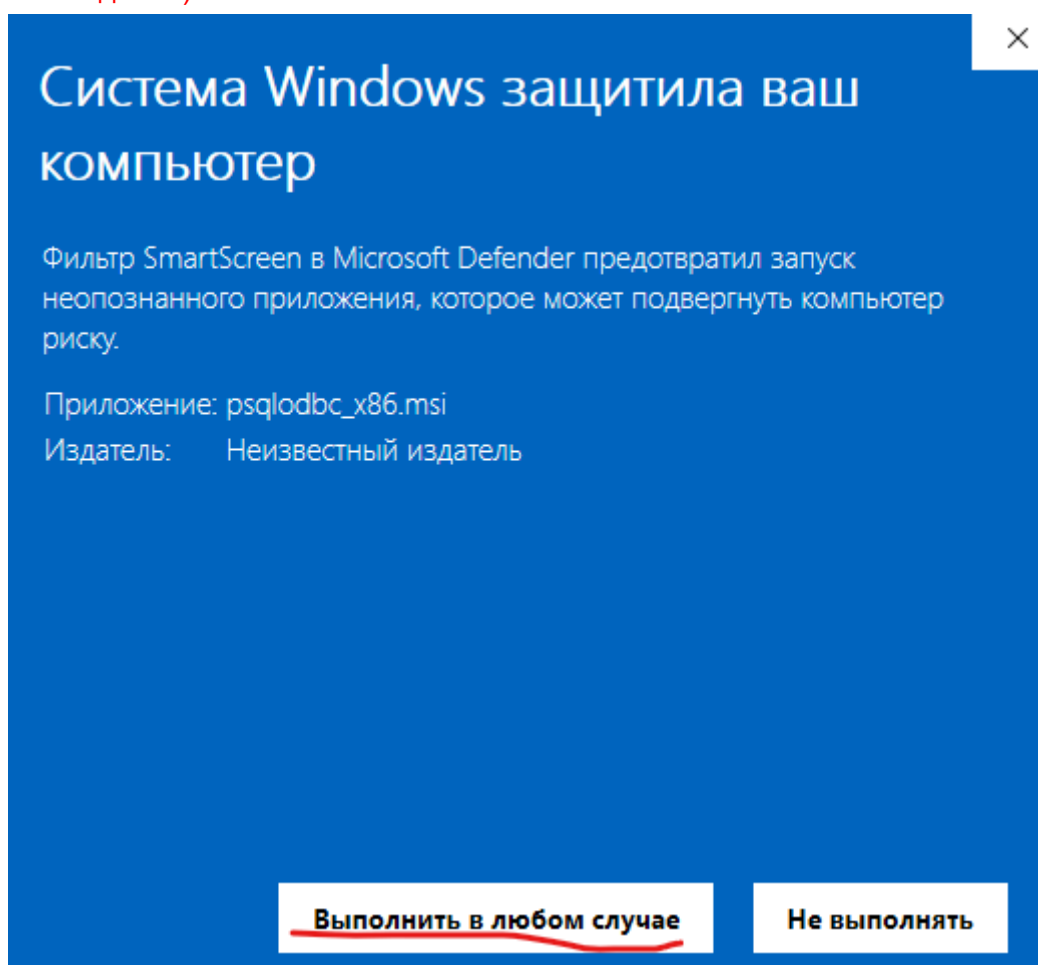 Система Windows защитила ваш
компьютер
Фильтр SmartScreen в Microsoft Defender предотвратил запуск
неопознанного приложения, которое может подвергнуть компьютер
риску.
Приложение: psqlodbc_x86.msi
Издатель: Неизвестный издатель
Выполнить в любом случае
Не выполнять